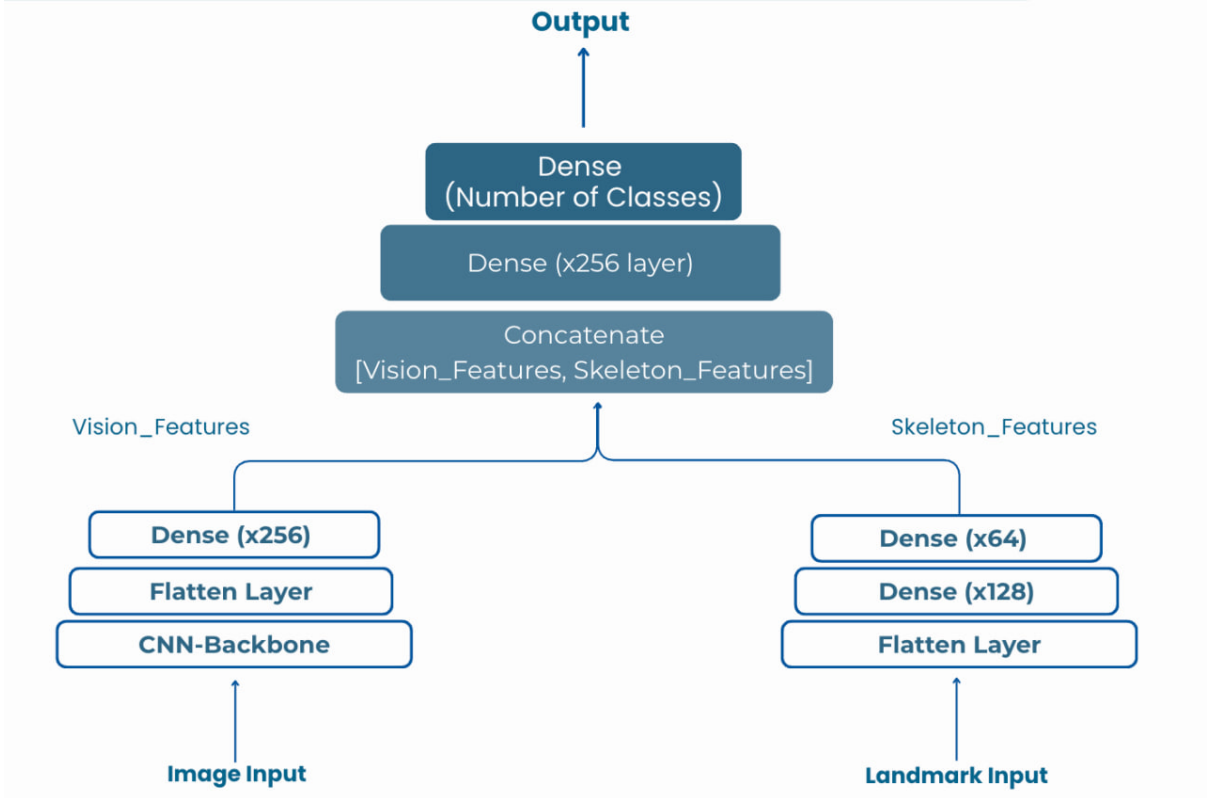 Output
Dense
(Number of Classes)
Dense (x256 layer)
Concatenate
[Vision_Features, Skeleton_Features]
Vision_Features
Skeleton_Features
Dense (x256)
Flatten Layer
CNN-Backbone
Image Input
Dense (x64)
Dense (x128)
Flatten Layer
Landmark Input